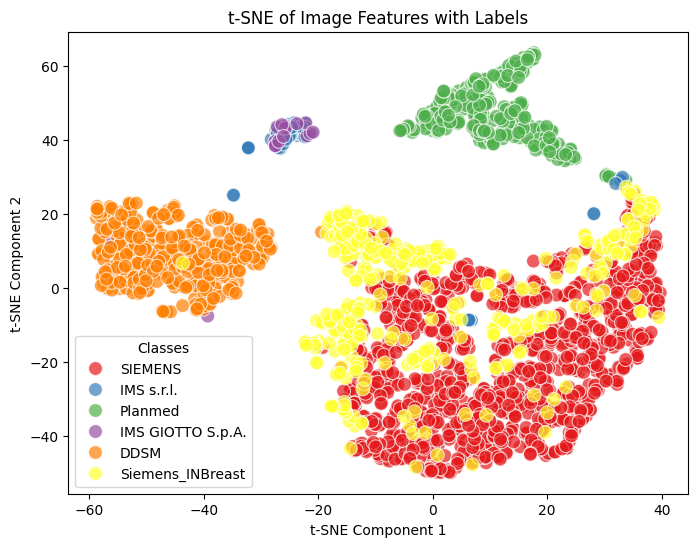 t-SNE of Image Features with Labels
t-SNE Component 2
60
40
20
0
−20
−40
Classes
SIEMENS
IMS s.r.l.
Planmed
IMS GIOTTO S.p.A.
DDSM
Siemens_INBreast
−60
−40
−20
0
20
40
t-SNE Component 1